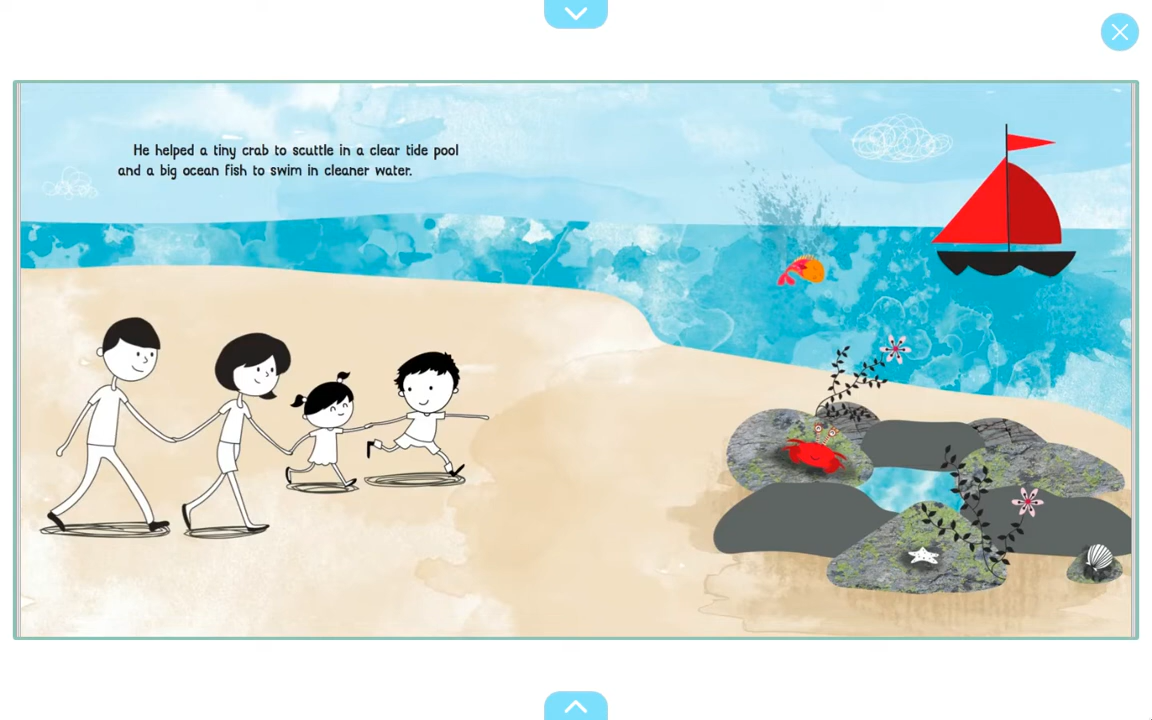 He helped a tiny crab to scuttle in a clear tide pool
and a big ocean fish to swim in cleaner water.